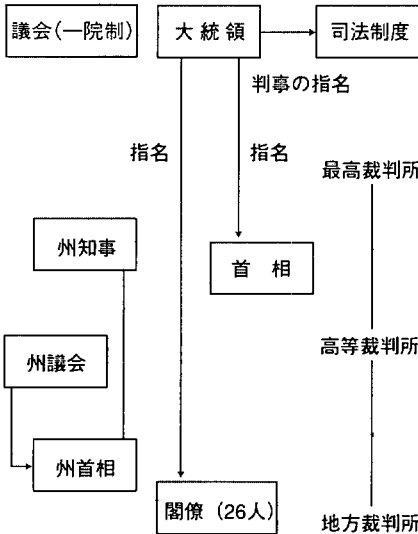 議会(一院制)
大統領
司法制度
判事の指名
指名
指名
最高裁判所
州知事
首相
高等裁判所
州議会
州首相
閣僚(26人)
地方裁判所